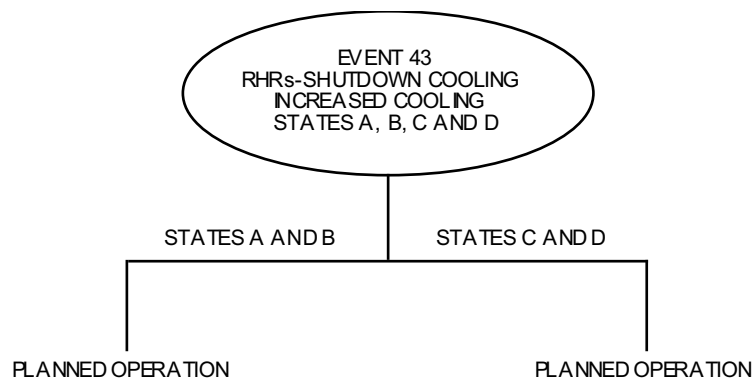 EVENT 43
RHRs-SHUTDOWN COOLING
INCREASED COOLING
STATES A, B, C AND D
STATES A AND B
STATES C AND D
PLANNED OPERATION
PLANNED OPERATION